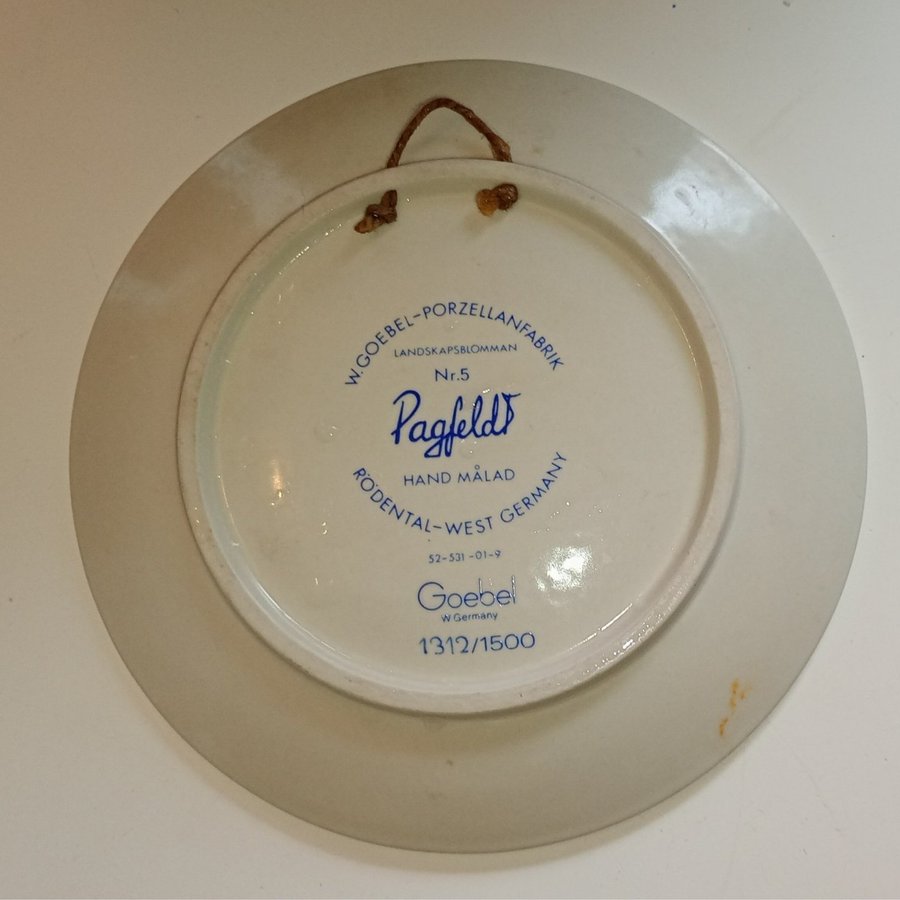 W. GOEBEL-PORZELLANFABRIK
LANDSKAPSBLOMMAN
Nr.5
Pagfeldt
HAND MÅLAD
RÖDENTAL-WEST GERMANY
52-531-01-9
Goebel
W.Germany
1312/1500